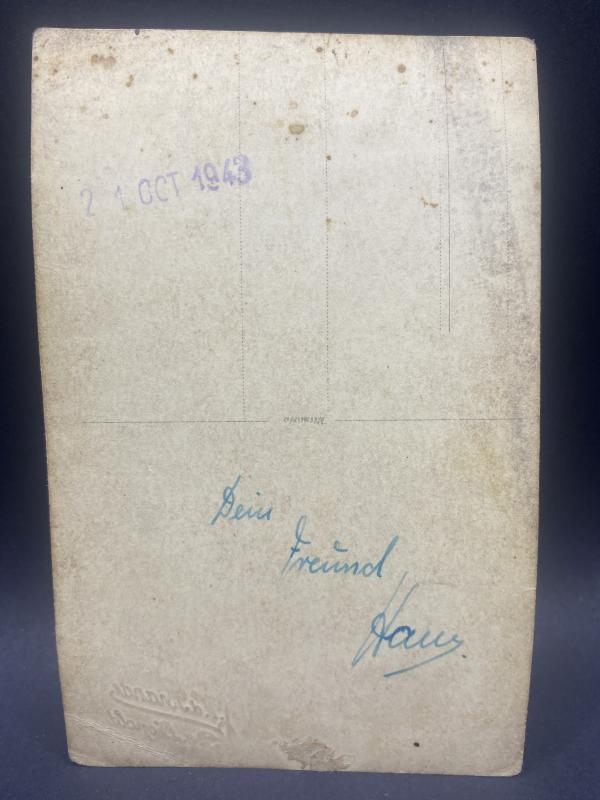 21 OCT 1943
Dein
Freund
Hans